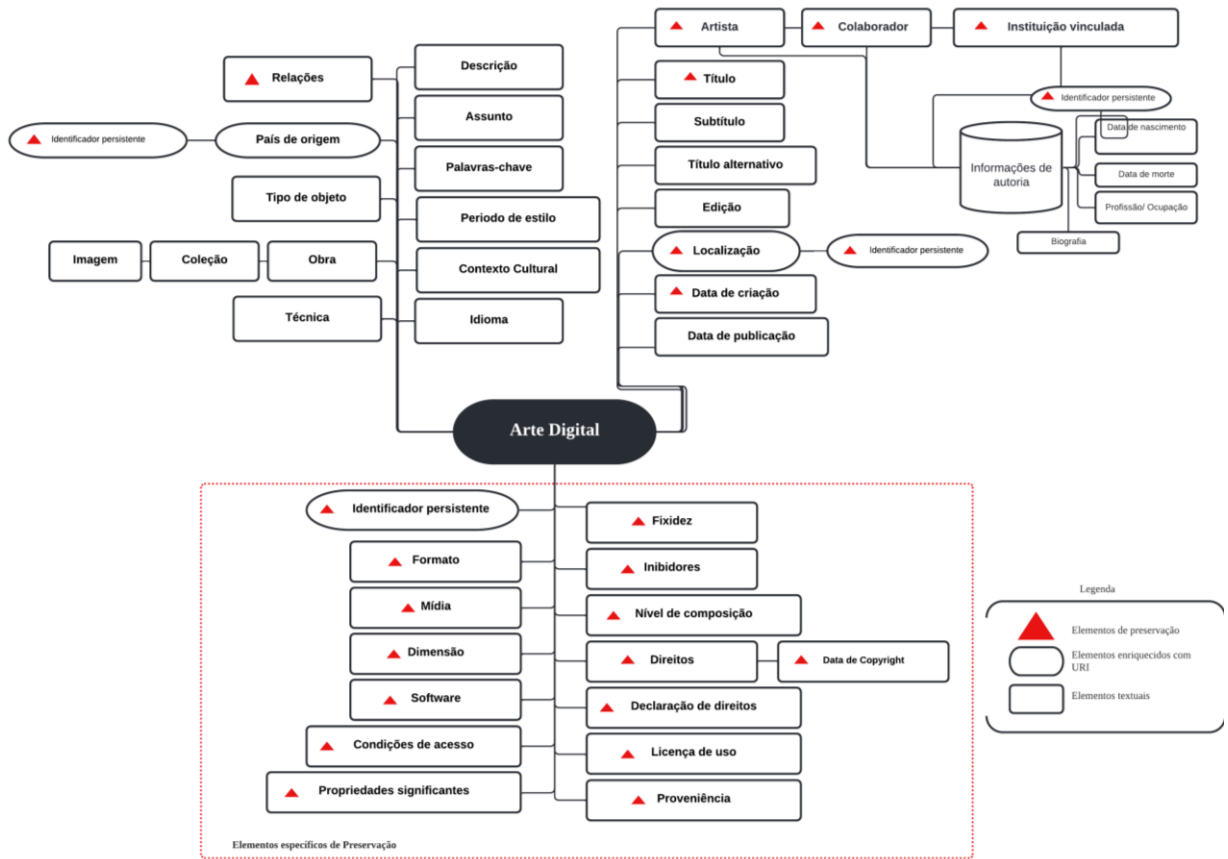 Artista
Colaborador
Instituição vinculada
Relações
Descrição
Título
Identificador persistente
País de origem
Assunto
Subtítulo
Identificador persistente
Data de nascimento
Tipo de objeto
Palavras-chave
Título alternativo
Informações de
autoria
Data de morte
Periodo de estilo
Edição
Profissão/ Ocupação
Imagem
Coleção
Obra
Contexto Cultural
Localização
Identificador persistente
Biografia
Técnica
Idioma
Data de criação
Data de publicação
Arte Digital
Identificador persistente
Fixidez
Formato
Inibidores
Mídia
Nível de composição
Dimensão
Direitos
Data de Copyright
Software
Declaração de direitos
Condições de acesso
Licença de uso
Propriedades significantes
Proveniência
Elementos específicos de Preservação
Legenda
Elementos de preservação
Elementos enriquecidos com
URI
Elementos textuais